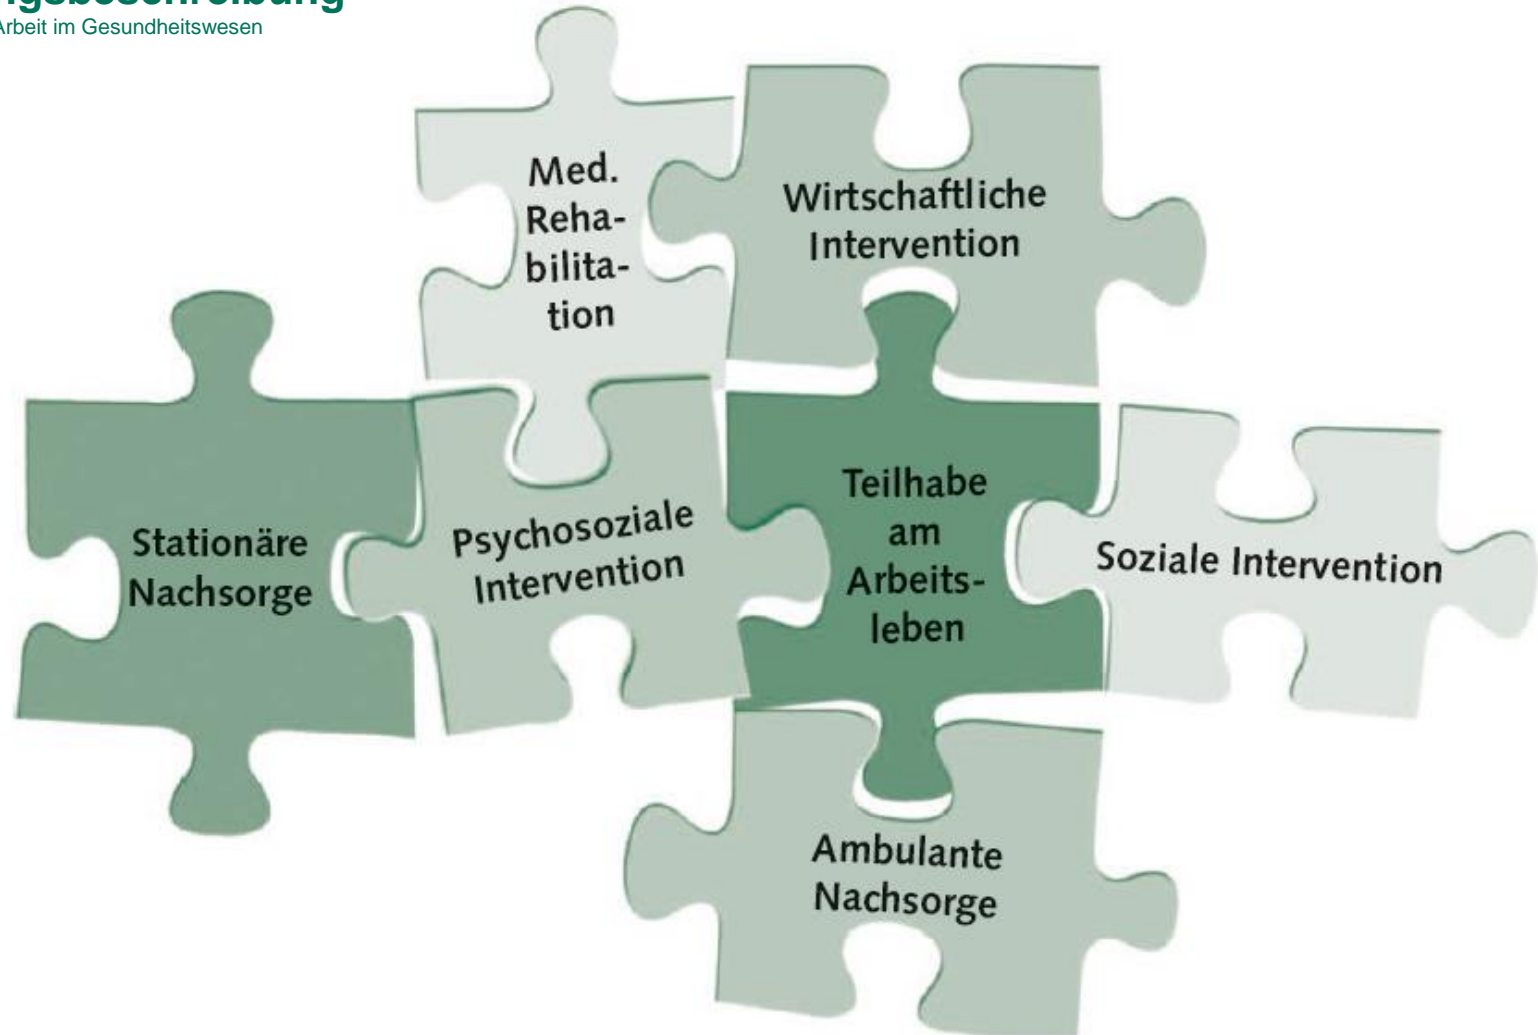 Arbeit im Gesundheitswesen
Med.
Reha-
bilita-
tion
Wirtschaftliche
Intervention
Stationäre
Nachsorge
Psychosoziale
Intervention
Teilhabe
am
Arbeits-
leben
Soziale Intervention
Ambulante
Nachsorge